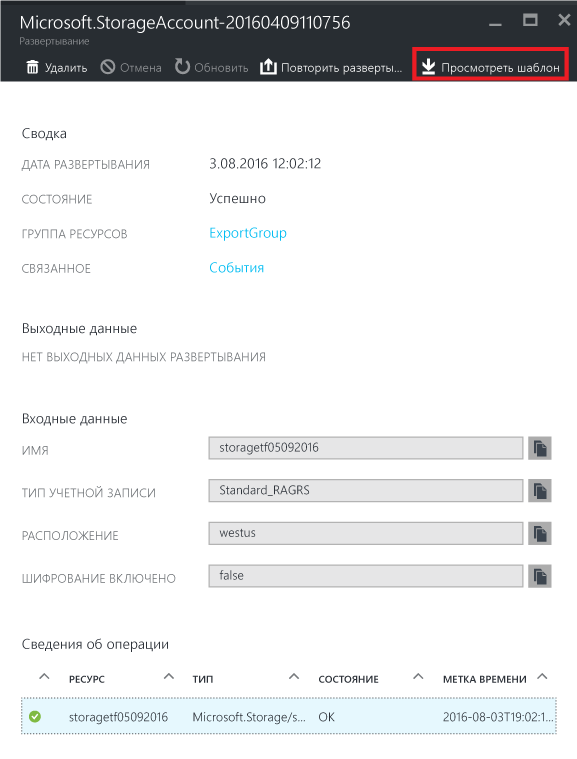 Microsoft.StorageAccount-20160409110756
Развертывание
Удалить Отмена Обновить Повторить разверты... Просмотреть шаблон
Сводка
ДАТА РАЗВЕРТЫВАНИЯ 3.08.2016 12:02:12
СОСТОЯНИЕ Успешно
ГРУППА РЕСУРСОВ ExportGroup
СВЯЗАННОЕ События
Выходные данные
НЕТ ВЫХОДНЫХ ДАННЫХ РАЗВЕРТЫВАНИЯ
Входные данные
ИМЯ storagetf05092016
ТИП УЧЕТНОЙ ЗАПИСИ Standard_RAGRS
РАСПОЛОЖЕНИЕ westus
ШИФРОВАНИЕ ВКЛЮЧЕНО false
Сведения об операции
РЕСУРС ТИП СОСТОЯНИЕ МЕТКА ВРЕМЕНИ
storagetf05092016 Microsoft.Storage/s... ОК 2016-08-03T19:02:1...